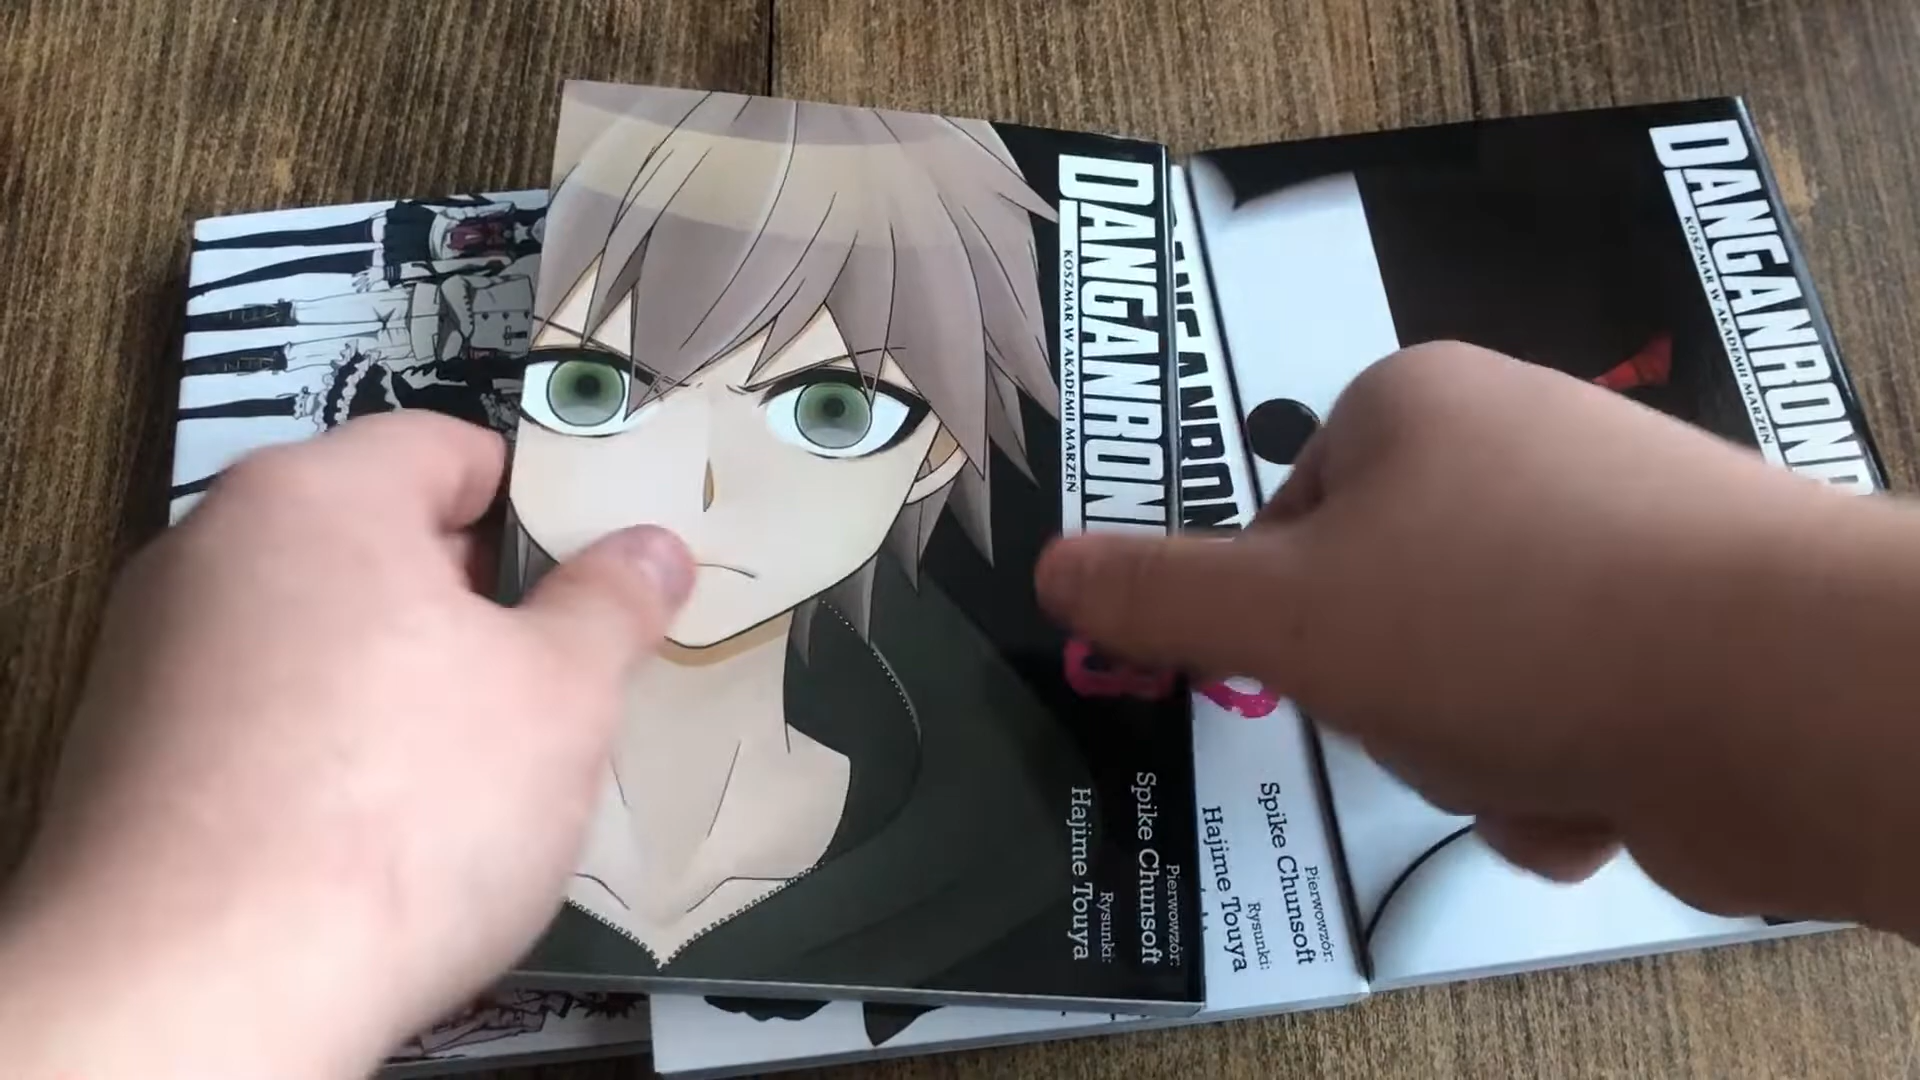 DANGANRON
KOSZMAR W AKADEMII MARZEŃ
Pierwowzór:
Spike Chunsoft
Rysunki:
Hajime Touya
DANGANRON
Pierwowzór:
Spike Chunsoft
Rysunki:
Hajime Touya
DANGANRON
KOSZMAR W AKADEMII MARZEŃ